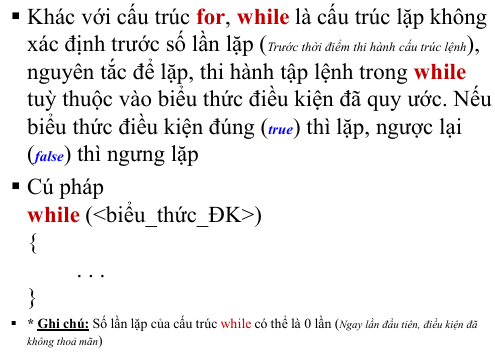 ▪ Khác với cấu trúc for, while là cấu trúc lặp không
xác định trước số lần lặp (Trước thời điểm thi hành cấu trúc lệnh),
nguyên tắc để lặp, thi hành tập lệnh trong while
tuỳ thuộc vào biểu thức điều kiện đã quy ước. Nếu
biểu thức điều kiện đúng (true) thì lặp, ngược lại
(false) thì ngưng lặp
▪ Cú pháp
while (<biểu_thức_ĐK>)
{
. . .
}
▪ * Ghi chú: Số lần lặp của cấu trúc while có thể là 0 lần (Ngay lần đầu tiên, điều kiện đã
không thoả mãn)